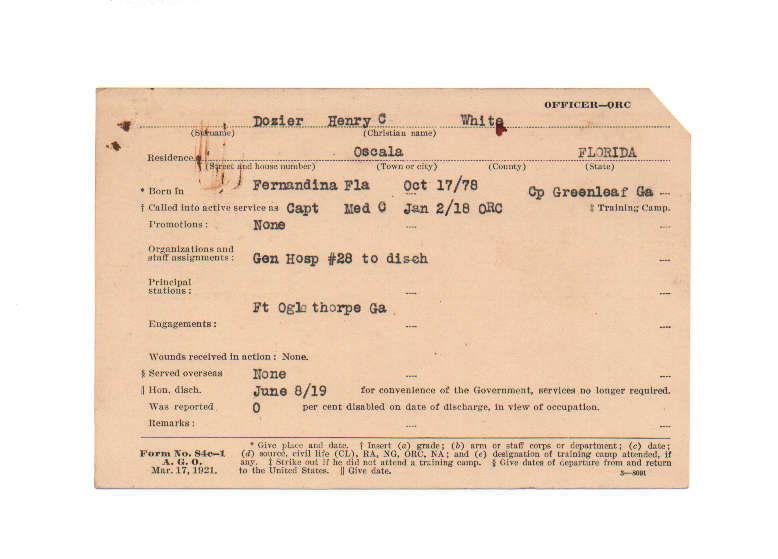 OFFICER—ORC
Dozier Henry C White
(Surname) (Christian name)
Oscala FLORIDA
Residence
(Street and house number) (Town or city) (County) (State)
* Born in Fernandina Fla Oct 17/78 Cp Greenleaf Ga
† Called into active service as Capt Med C Jan 2/18 ORC ‡ Training Camp.
Promotions: None
Organizations and
staff assignments: Gen Hosp #28 to disch
Principal
stations:
Ft Oglethorpe Ga
Engagements:
Wounds received in action: None.
§ Served overseas None
|| Hon. disch. June 8/19 for convenience of the Government, services no longer required.
Was reported 0 per cent disabled on date of discharge, in view of occupation.
Remarks:
* Give place and date. † Insert (a) grade; (b) arm or staff corps or department; (c) date;
Form No. 84c—1 (d) source, civil life (CL), RA, NG, ORC, NA; and (e) designation of training camp attended, if
A. G. O. any. ‡ Strike out if he did not attend a training camp. § Give dates of departure from and return
Mar. 17, 1921. to the United States. || Give date. 3—8091